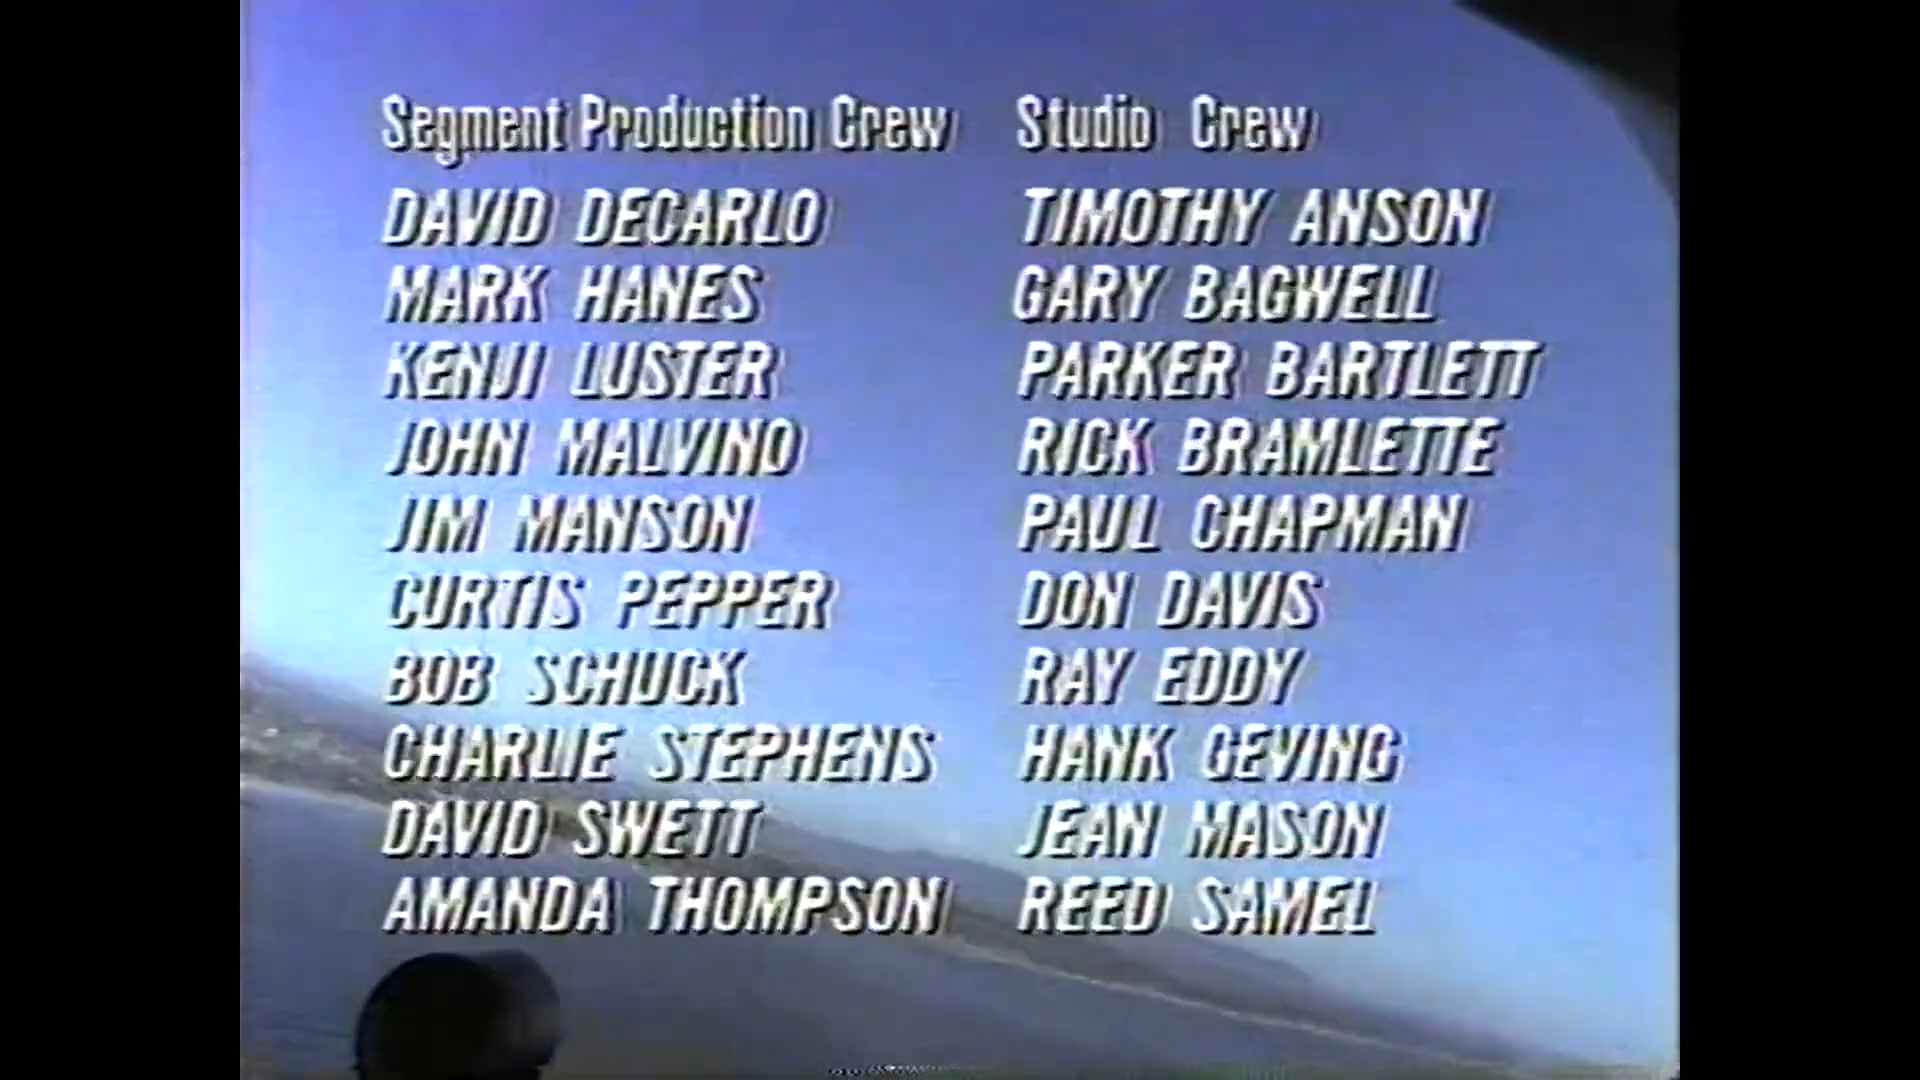 Segment Production Crew
DAVID DECARLO
MARK HANES
KENJI LUSTER
JOHN MALVINO
JIM MANSON
CURTIS PEPPER
BOB SCHUCK
CHARLIE STEPHENS
DAVID SWETT
AMANDA THOMPSON
Studio Crew
TIMOTHY ANSON
GARY BAGWELL
PARKER BARTLETT
RICK BRAMLETTE
PAUL CHAPMAN
DON DAVIS
RAY EDDY
HANK GEVING
JEAN MASON
REED SAMEL